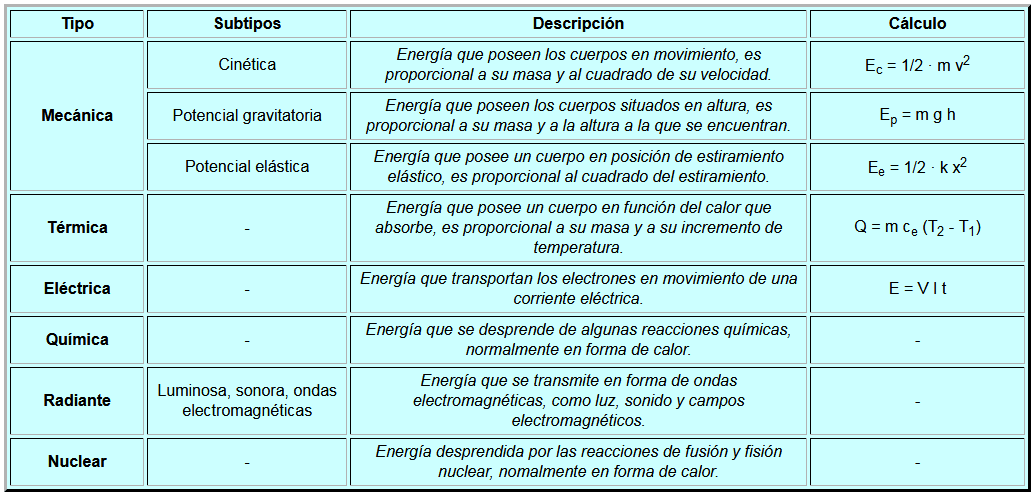 Tipo Subtipos Descripción Cálculo
Mecánica
Cinética
Energía que poseen los cuerpos en movimiento, es
proporcional a su masa y al cuadrado de su velocidad.
E_c = 1/2 · m v²
Potencial gravitatoria
Energía que poseen los cuerpos situados en altura, es
proporcional a su masa y a la altura a la que se encuentran.
E_p = m g h
Potencial elástica
Energía que posee un cuerpo en posición de estiramiento
elástico, es proporcional al cuadrado del estiramiento.
E_e = 1/2 · k x²
Térmica
-
Energía que posee un cuerpo en función del calor que
absorbe, es proporcional a su masa y a su incremento de
temperatura.
Q = m c_e (T₂ - T₁)
Eléctrica
-
Energía que transportan los electrones en movimiento de una
corriente eléctrica.
E = V I t
Química
-
Energía que se desprende de algunas reacciones químicas,
normalmente en forma de calor.
-
Radiante
Luminosa, sonora, ondas
electromagnéticas
Energía que se transmite en forma de ondas
electromagnéticas, como luz, sonido y campos
electromagnéticos.
-
Nuclear
-
Energía desprendida por las reacciones de fusión y fisión
nuclear, nomalmente en forma de calor.
-